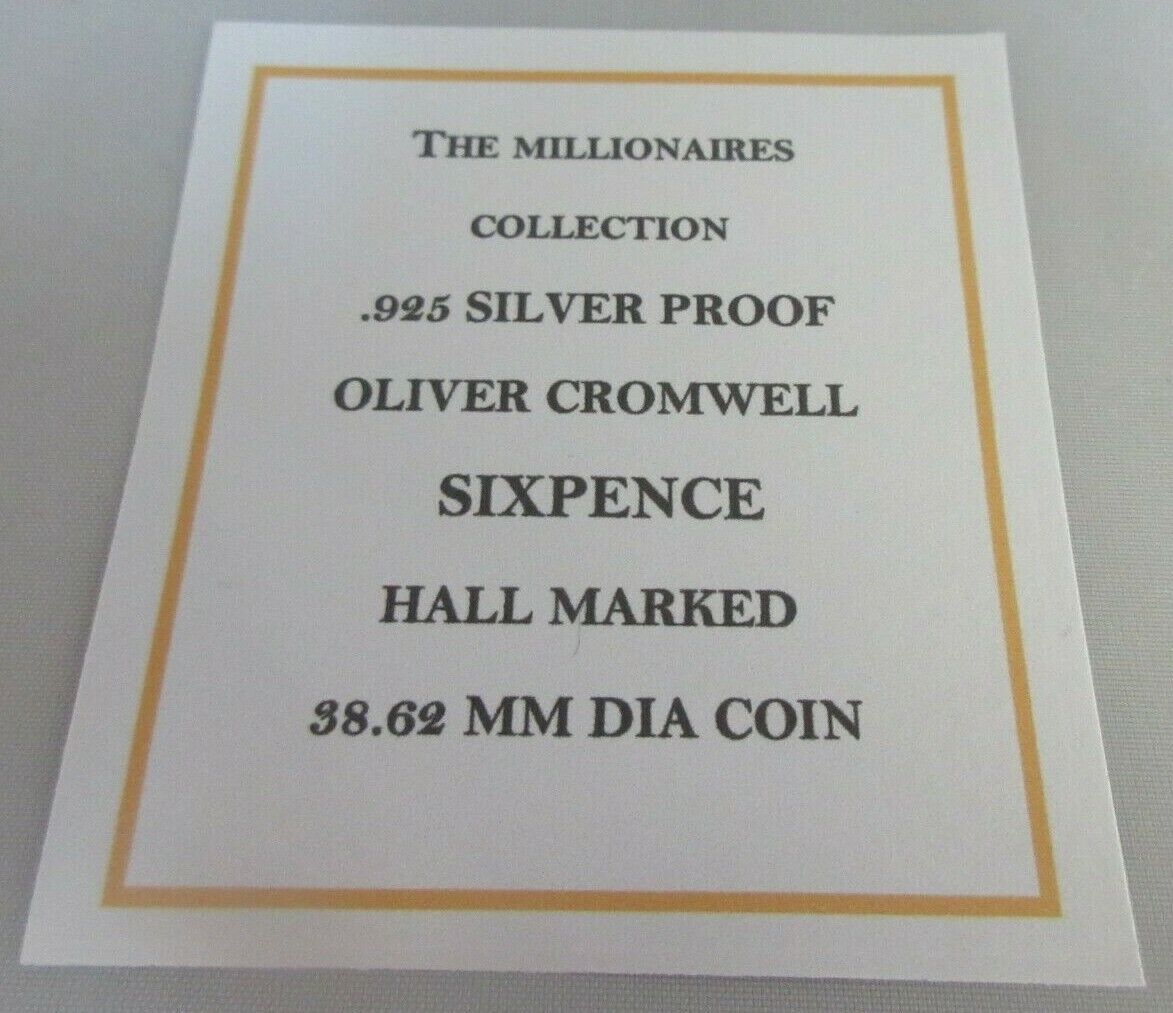 THE MILLIONAIRES
COLLECTION
.925 SILVER PROOF
OLIVER CROMWELL
SIXPENCE
HALL MARKED
38.62 MM DIA COIN